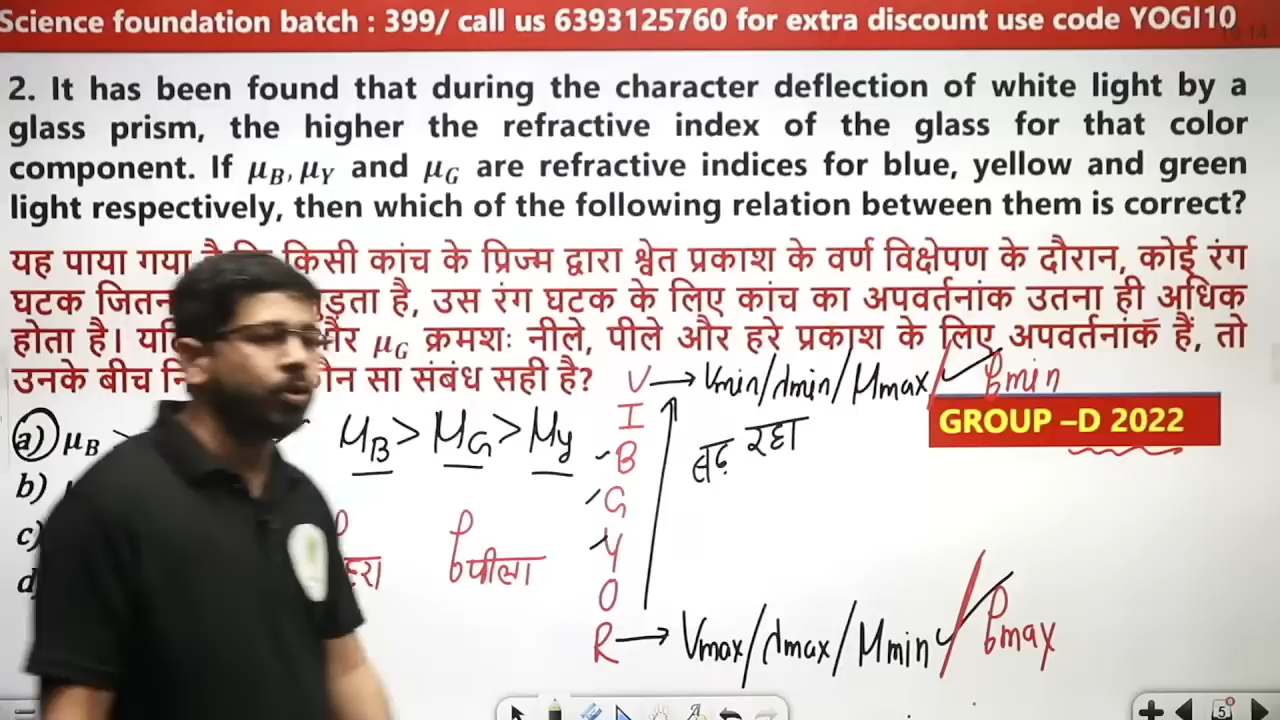 Science foundation batch : 399/ call us 6393125760 for extra discount use code YOGI10
2. It has been found that during the character deflection of white light by a
glass prism, the higher the refractive index of the glass for that color
component. If μB, μY and μG are refractive indices for blue, yellow and green
light respectively, then which of the following relation between them is correct?
यह पाया गया है कि किसी कांच के प्रिज्म द्वारा श्वेत प्रकाश के वर्ण विक्षेपण के दौरान, कोई रंग
घटक जितन ड़ता है, उस रंग घटक के लिए कांच का अपवर्तनांक उतना ही अधिक
होता है। यदि और μG क्रमशः नीले, पीले और हरे प्रकाश के लिए अपवर्तनांक हैं, तो
उनके बीच नि कौन सा संबंध सही है?
V → Vmin/λmin/μmax/ ρmin
GROUP –D 2022
a) μB > μB > μG > μy
I
बढ़ रहा
B
b)
G
c)
Y
हरा ρपीला
d)
O
R → Vmax/λmax/μmin/ ρmax
5